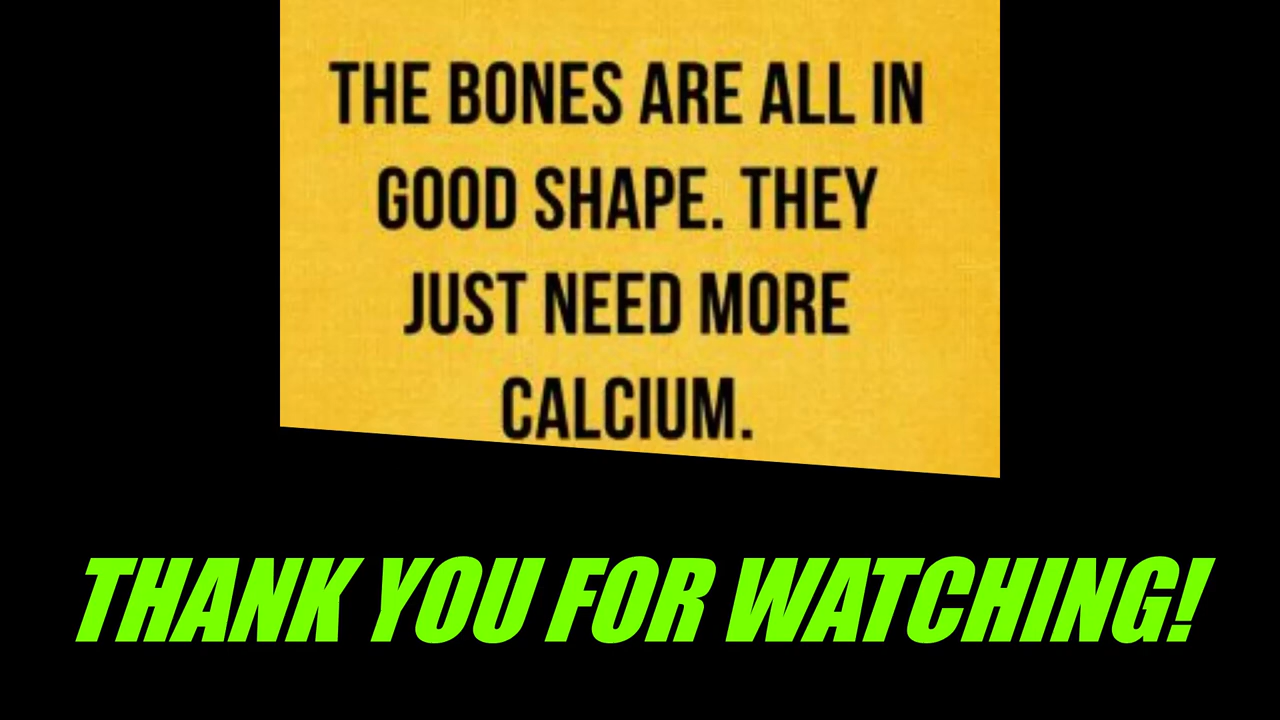 THE BONES ARE ALL IN
GOOD SHAPE. THEY
JUST NEED MORE
CALCIUM.
THANK YOU FOR WATCHING!